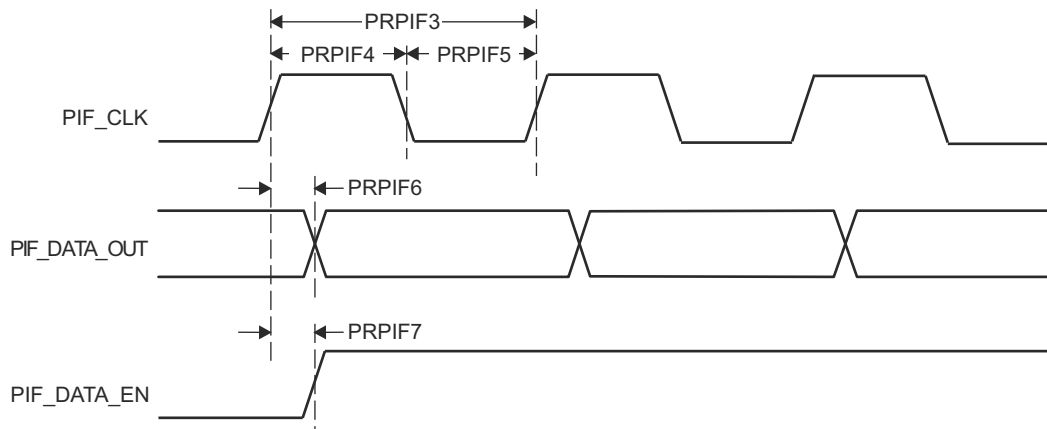 PRPIF3
PRPIF4 PRPIF5
PIF_CLK
PRPIF6
PIF_DATA_OUT
PRPIF7
PIF_DATA_EN